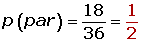 p(par) = 18/36 = 1/2